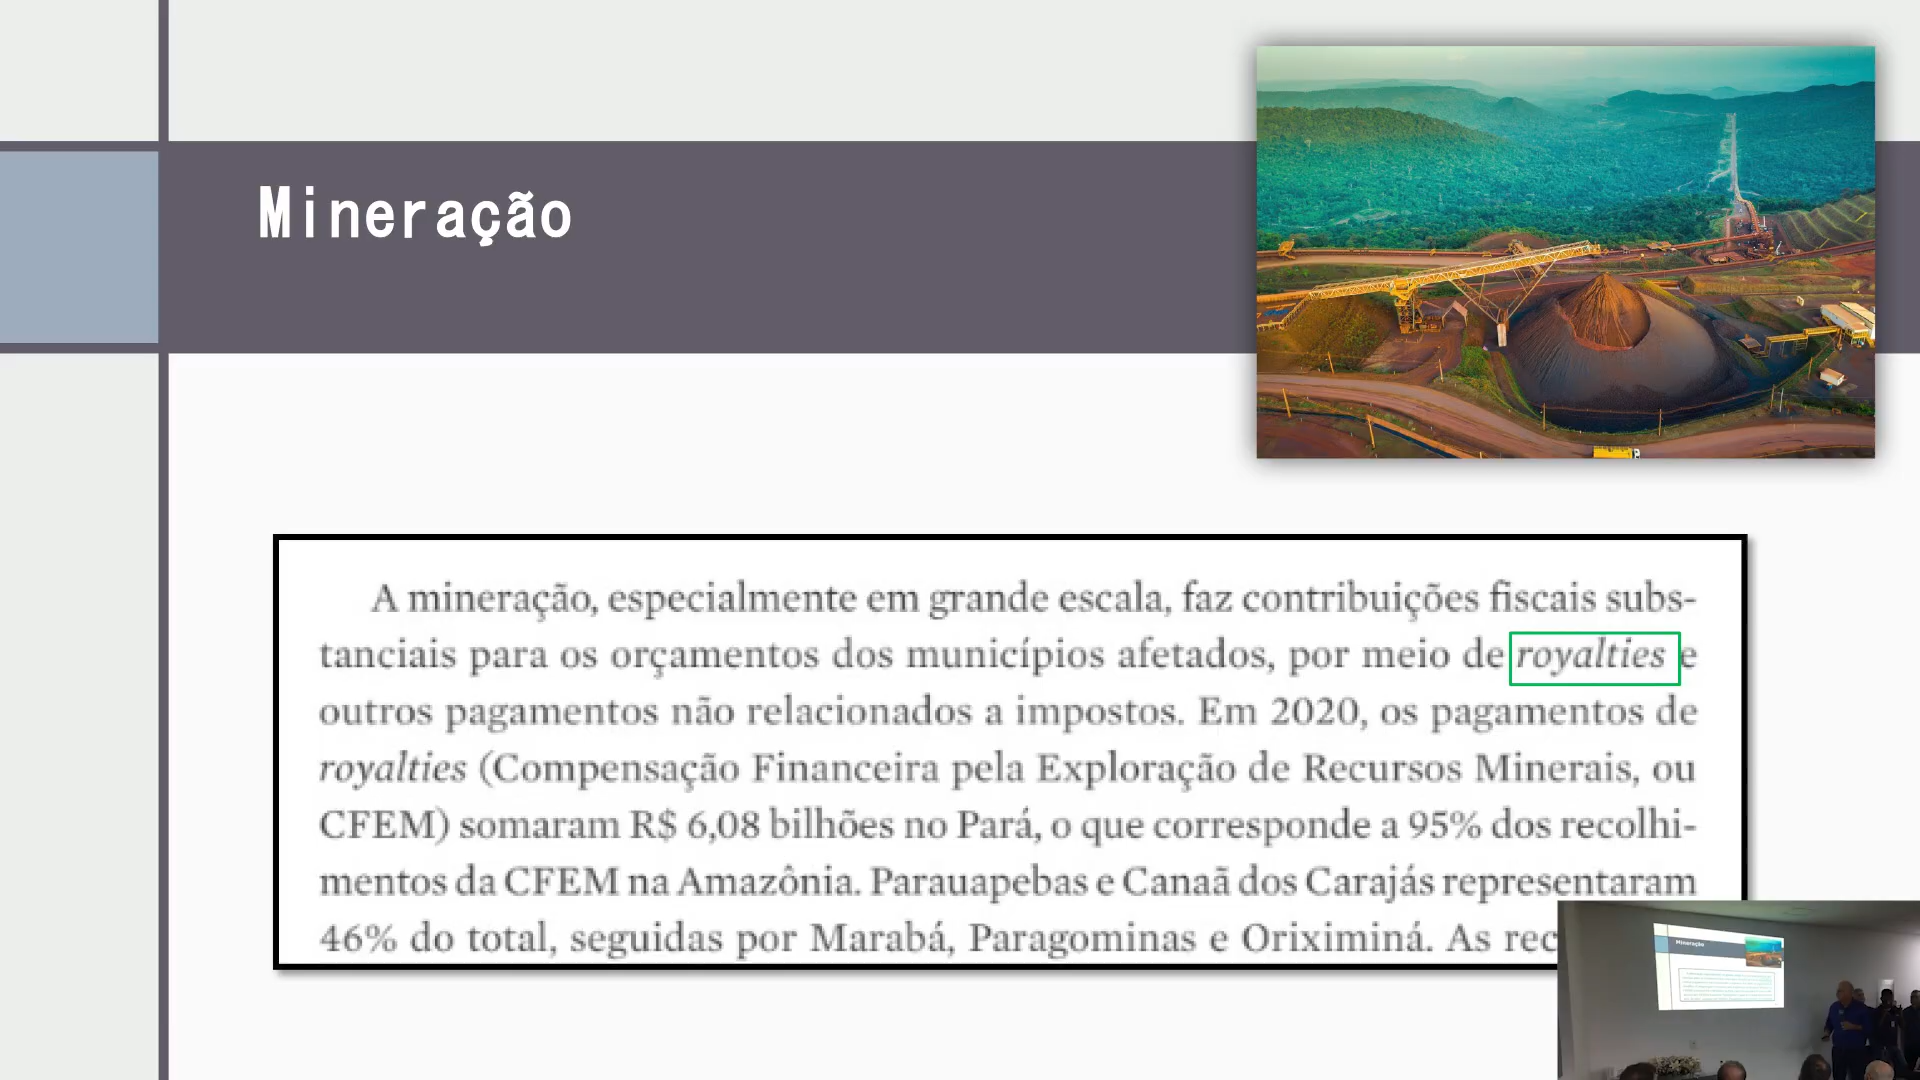 Mineração
A mineração, especialmente em grande escala, faz contribuições fiscais subs-
tanciais para os orçamentos dos municípios afetados, por meio de royalties e
outros pagamentos não relacionados a impostos. Em 2020, os pagamentos de
royalties (Compensação Financeira pela Exploração de Recursos Minerais, ou
CFEM) somaram R$ 6,08 bilhões no Pará, o que corresponde a 95% dos recolhi-
mentos da CFEM na Amazônia. Parauapebas e Canaã dos Carajás representaram
46% do total, seguidas por Marabá, Paragominas e Oriximiná. As rec
Mineração